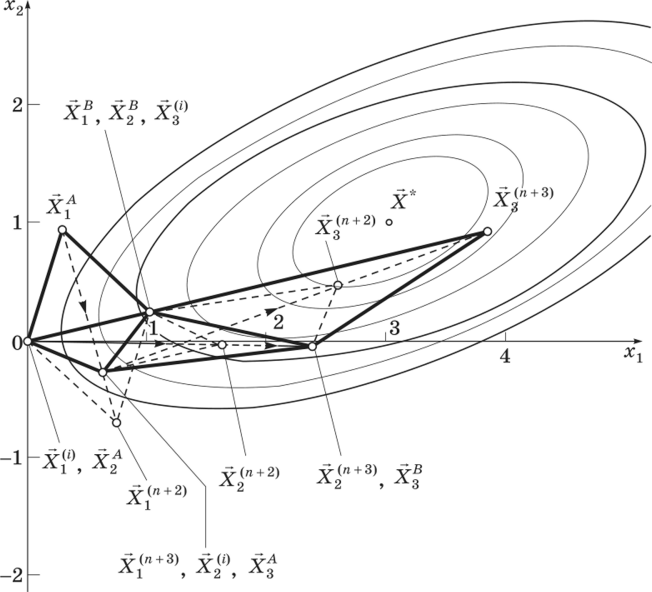 x₂
2
X⃗₁ᴮ, X⃗₂ᴮ, X⃗₃⁽ⁱ⁾
X⃗₁ᴬ
1
X⃗*
X⃗₃⁽ⁿ⁺³⁾
X⃗₃⁽ⁿ⁺²⁾
0
1
2
3
4
x₁
−1
X⃗₁⁽ⁱ⁾, X⃗₂ᴬ
X⃗₂⁽ⁿ⁺²⁾
X⃗₂⁽ⁿ⁺³⁾, X⃗₃ᴮ
X⃗₁⁽ⁿ⁺²⁾
X⃗₁⁽ⁿ⁺³⁾, X⃗₂⁽ⁱ⁾, X⃗₃ᴬ
−2